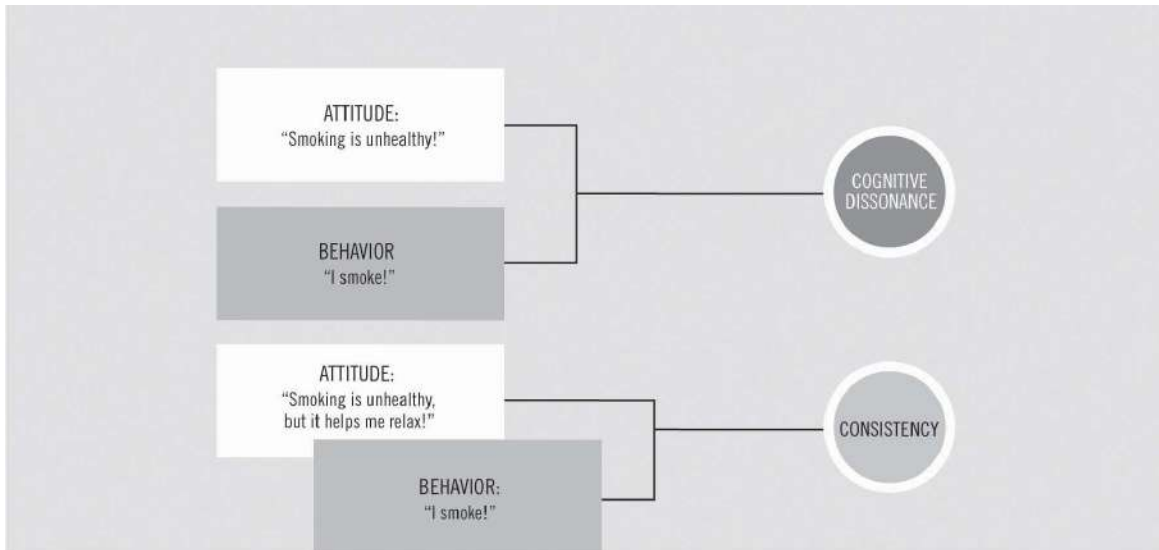 ATTITUDE:
“Smoking is unhealthy!”
BEHAVIOR
“I smoke!”
COGNITIVE
DISSONANCE
ATTITUDE:
“Smoking is unhealthy,
but it helps me relax!”
BEHAVIOR:
“I smoke!”
CONSISTENCY